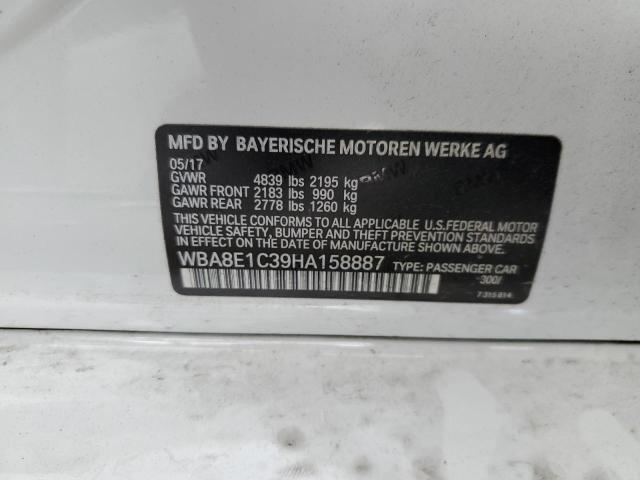 MFD BY BAYERISCHE MOTOREN WERKE AG
05/17
GVWR 4839 lbs 2195 kg
GAWR FRONT 2183 lbs 990 kg
GAWR REAR 2778 lbs 1260 kg
THIS VEHICLE CONFORMS TO ALL APPLICABLE U.S.FEDERAL MOTOR
VEHICLE SAFETY, BUMPER AND THEFT PREVENTION STANDARDS
IN EFFECT ON THE DATE OF MANUFACTURE SHOWN ABOVE.
WBA8E1C39HA158887 TYPE: PASSENGER CAR
300/
7315814